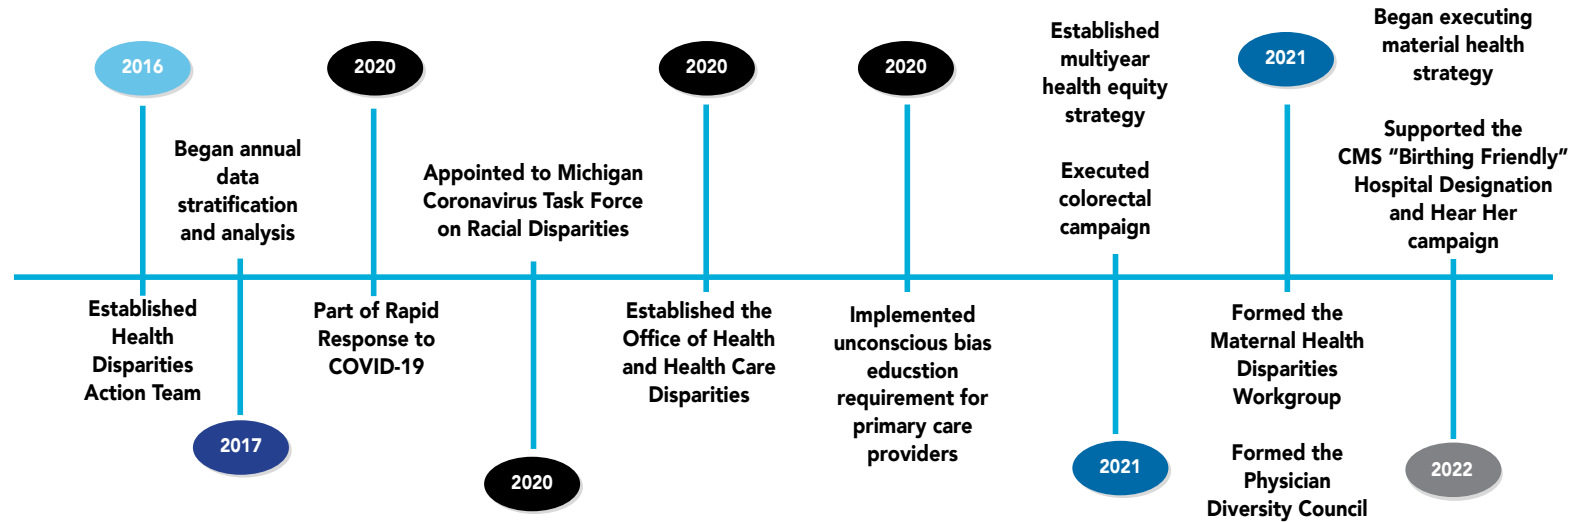 2016
Established
Health
Disparities
Action Team
Began annual
data
stratification
and analysis
2017
2020
Part of Rapid
Response to
COVID-19
Appointed to Michigan
Coronavirus Task Force
on Racial Disparities
2020
2020
Established the
Office of Health
and Health Care
Disparities
2020
Implemented
unconscious bias
educstion
requirement for
primary care
providers
Established
multiyear
health equity
strategy
Executed
colorectal
campaign
2021
2021
Formed the
Maternal Health
Disparities
Workgroup
Formed the
Physician
Diversity Council
Began executing
material health
strategy
Supported the
CMS “Birthing Friendly”
Hospital Designation
and Hear Her
campaign
2022